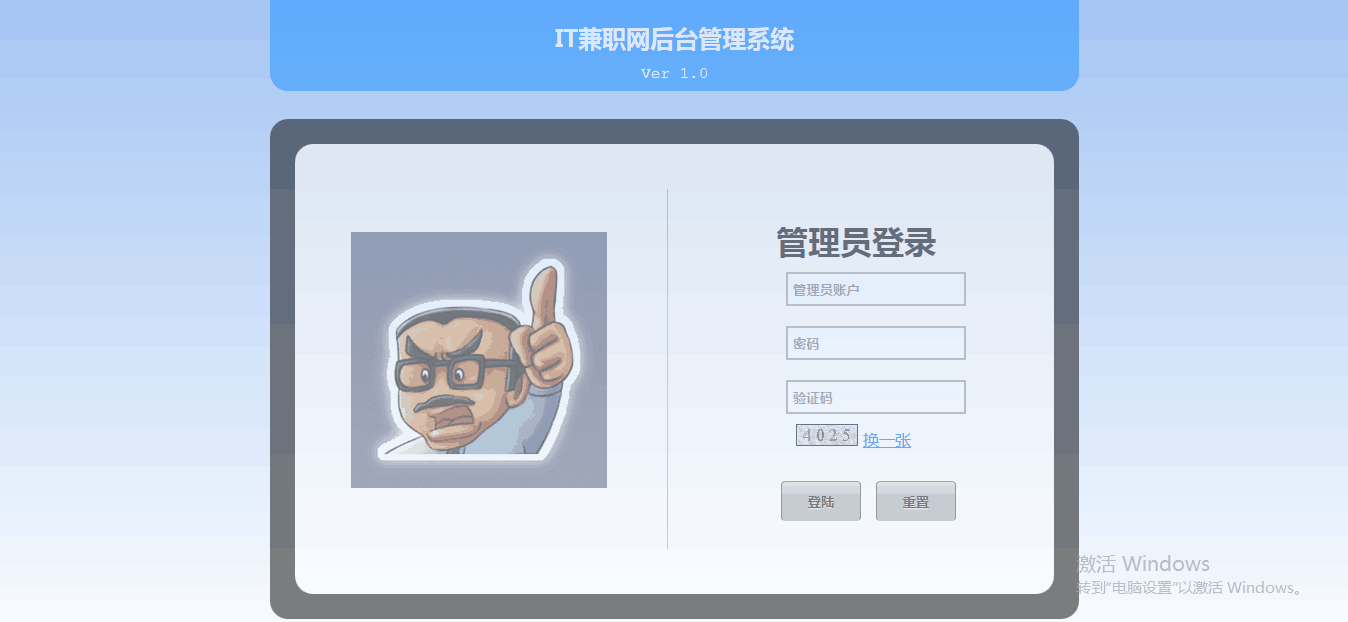 IT兼职网后台管理系统
Ver 1.0
管理员登录
管理员账户
密码
验证码
4025 换一张
登陆 重置
激活 Windows
转到"电脑设置"以激活 Windows。